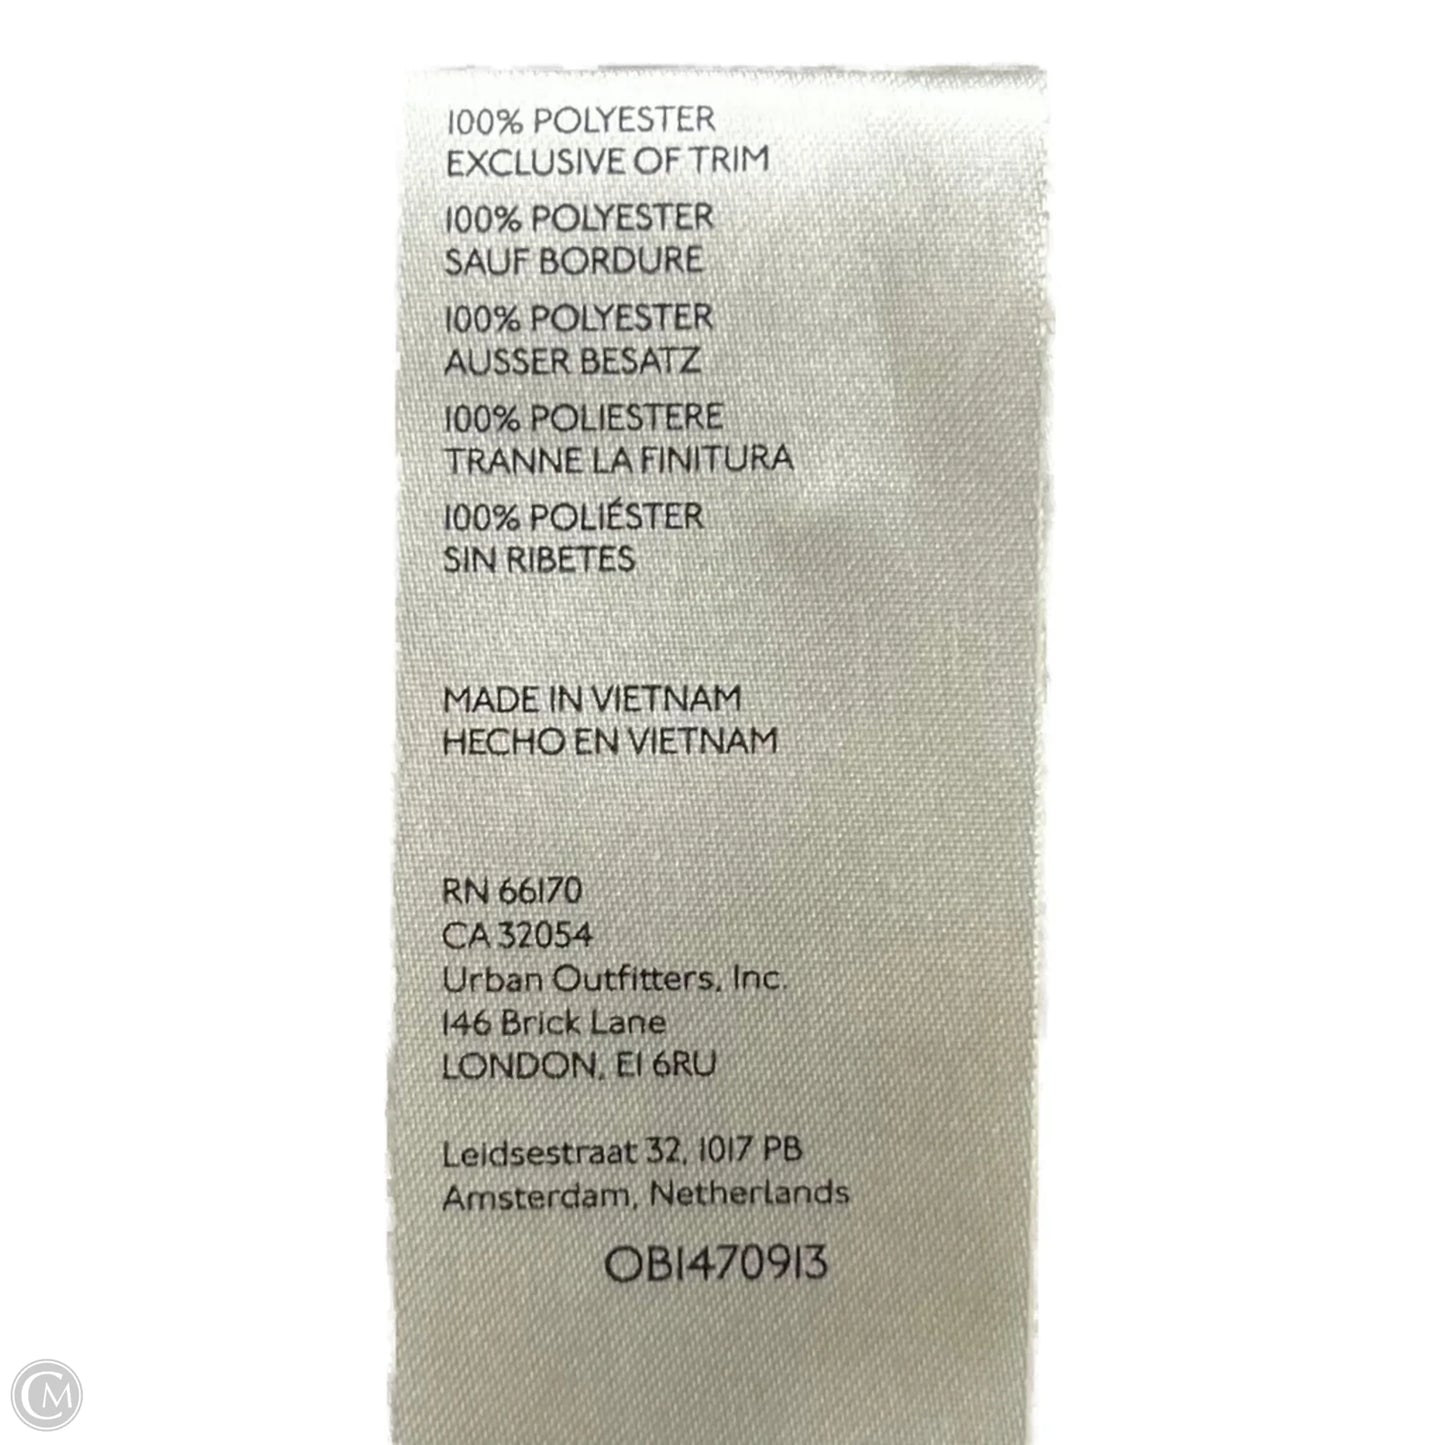 100% POLYESTER
EXCLUSIVE OF TRIM
100% POLYESTER
SAUF BORDURE
100% POLYESTER
AUSSER BESATZ
100% POLIESTERE
TRANNE LA FINITURA
100% POLIÉSTER
SIN RIBETES
MADE IN VIETNAM
HECHO EN VIETNAM
RN 66170
CA 32054
Urban Outfitters, Inc.
146 Brick Lane
LONDON, E1 6RU
Leidsestraat 32, 1017 PB
Amsterdam, Netherlands
OB1470913
CM